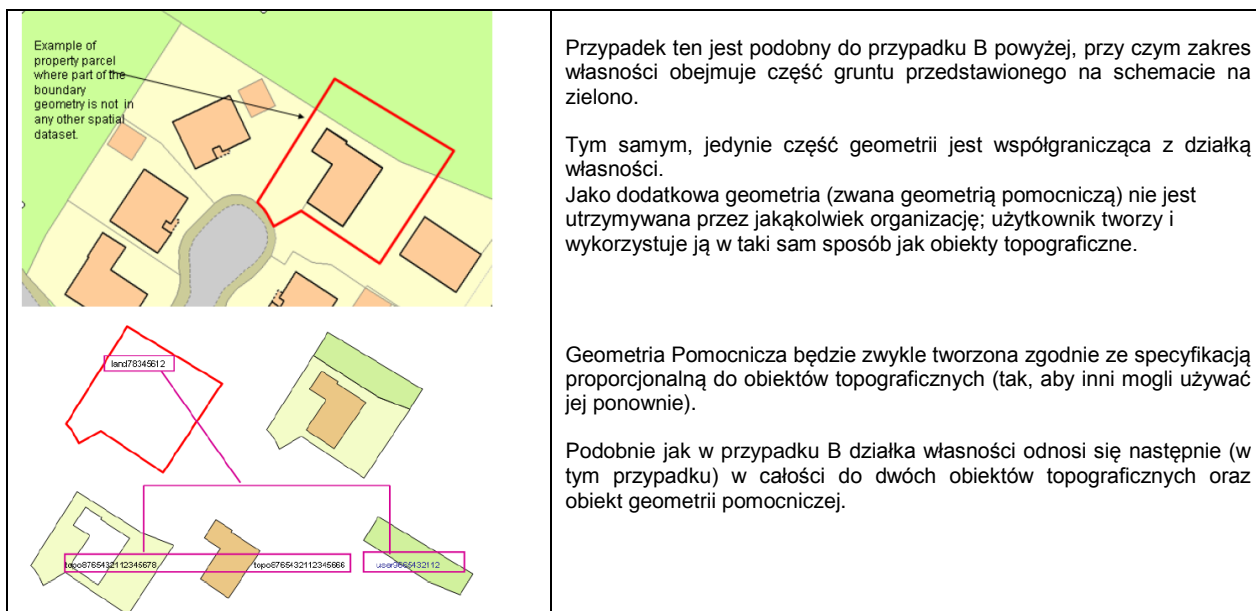 Example of
property parcel
where part of the
boundary
geometry is not in
any other spatial
dataset.
Przypadek ten jest podobny do przypadku B powyżej, przy czym zakres
własności obejmuje część gruntu przedstawionego na schemacie na
zielono.
Tym samym, jedynie część geometrii jest współgranicząca z działką
własności.
Jako dodatkowa geometria (zwana geometrią pomocniczą) nie jest
utrzymywana przez jakąkolwiek organizację; użytkownik tworzy i
wykorzystuje ją w taki sam sposób jak obiekty topograficzne.
land78345612
topo8765432112345678
topo8765432112345666
user9865432112
Geometria Pomocnicza będzie zwykle tworzona zgodnie ze specyfikacją
proporcjonalną do obiektów topograficznych (tak, aby inni mogli używać
jej ponownie).
Podobnie jak w przypadku B działka własności odnosi się następnie (w
tym przypadku) w całości do dwóch obiektów topograficznych oraz
obiekt geometrii pomocniczej.